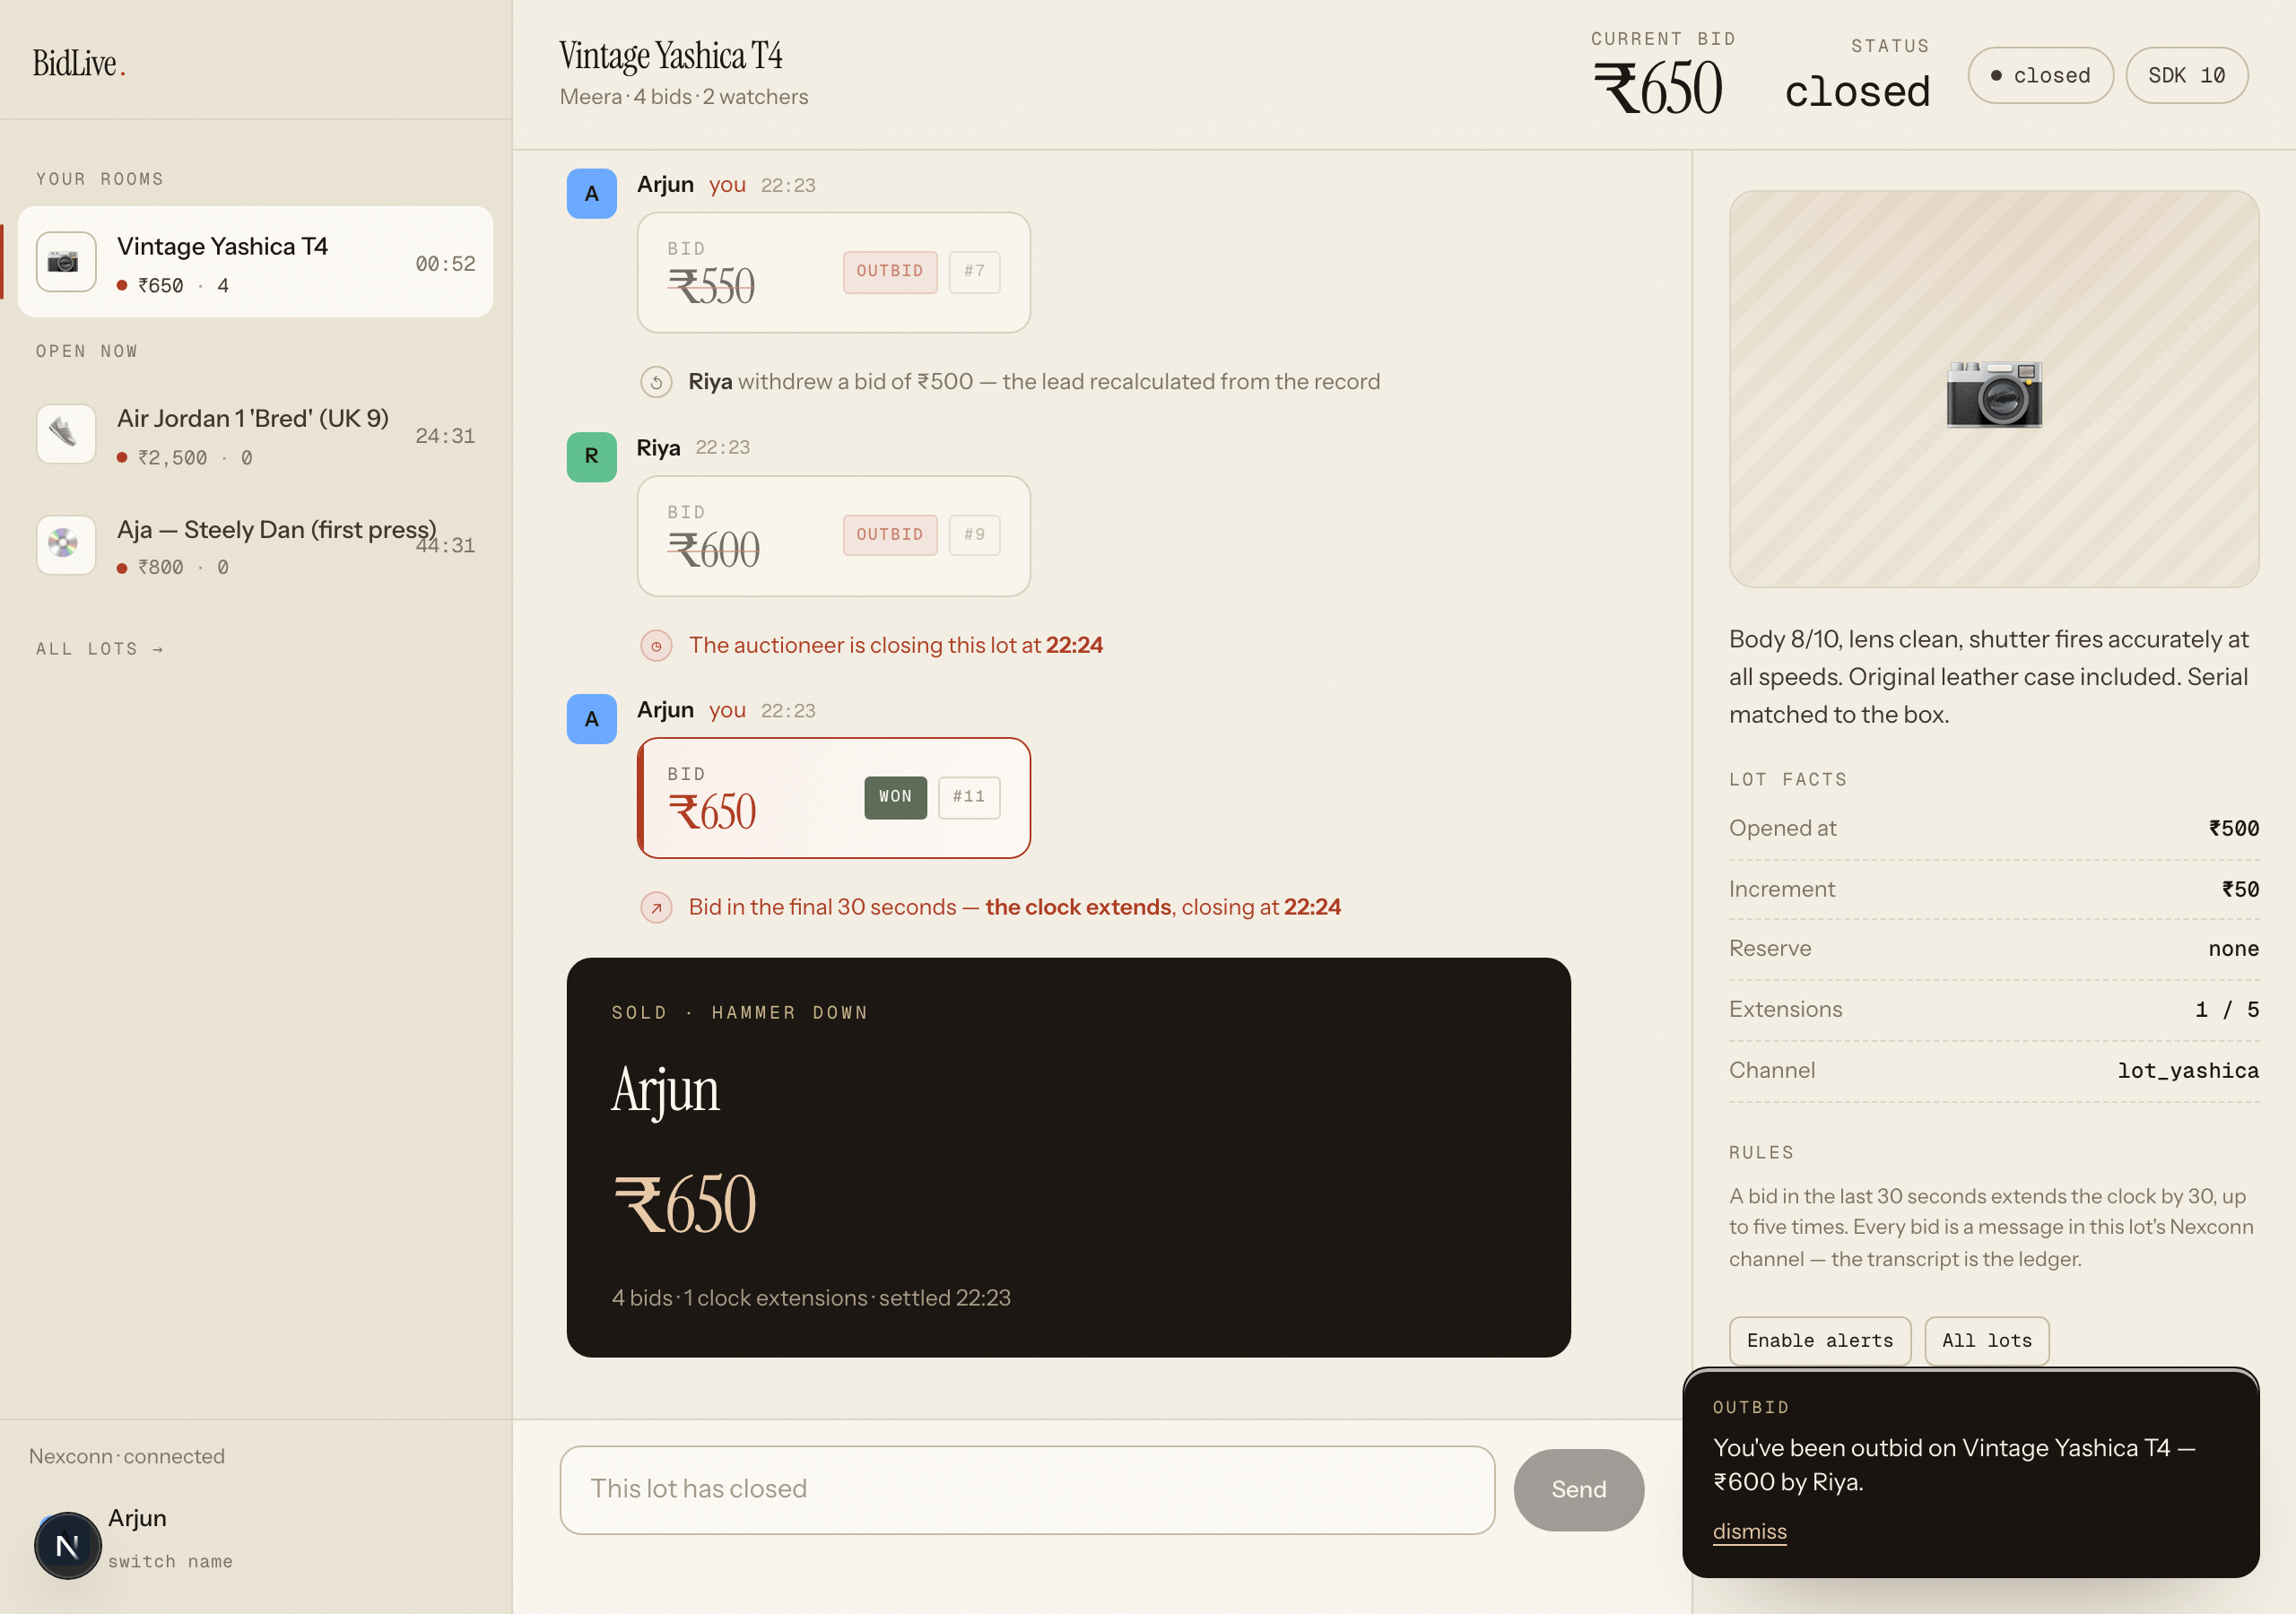 BidLive.
YOUR ROOMS
Vintage Yashica T4
₹650 · 4
00:52
OPEN NOW
Air Jordan 1 'Bred' (UK 9)
₹2,500 · 0
24:31
Aja — Steely Dan (first press)
₹800 · 0
44:31
ALL LOTS →
Nexconn · connected
N
Arjun
switch name
Vintage Yashica T4
Meera · 4 bids · 2 watchers
CURRENT BID
₹650
STATUS
closed
closed
SDK 10
A
Arjun you 22:23
BID
₹550
OUTBID
#7
Riya withdrew a bid of ₹500 — the lead recalculated from the record
R
Riya 22:23
BID
₹600
OUTBID
#9
The auctioneer is closing this lot at 22:24
A
Arjun you 22:23
BID
₹650
WON
#11
Bid in the final 30 seconds — the clock extends, closing at 22:24
SOLD · HAMMER DOWN
Arjun
₹650
4 bids · 1 clock extensions · settled 22:23
This lot has closed
Send
Body 8/10, lens clean, shutter fires accurately at
all speeds. Original leather case included. Serial
matched to the box.
LOT FACTS
Opened at ₹500
Increment ₹50
Reserve none
Extensions 1 / 5
Channel lot_yashica
RULES
A bid in the last 30 seconds extends the clock by 30, up
to five times. Every bid is a message in this lot's Nexconn
channel — the transcript is the ledger.
Enable alerts
All lots
OUTBID
You've been outbid on Vintage Yashica T4 —
₹600 by Riya.
dismiss